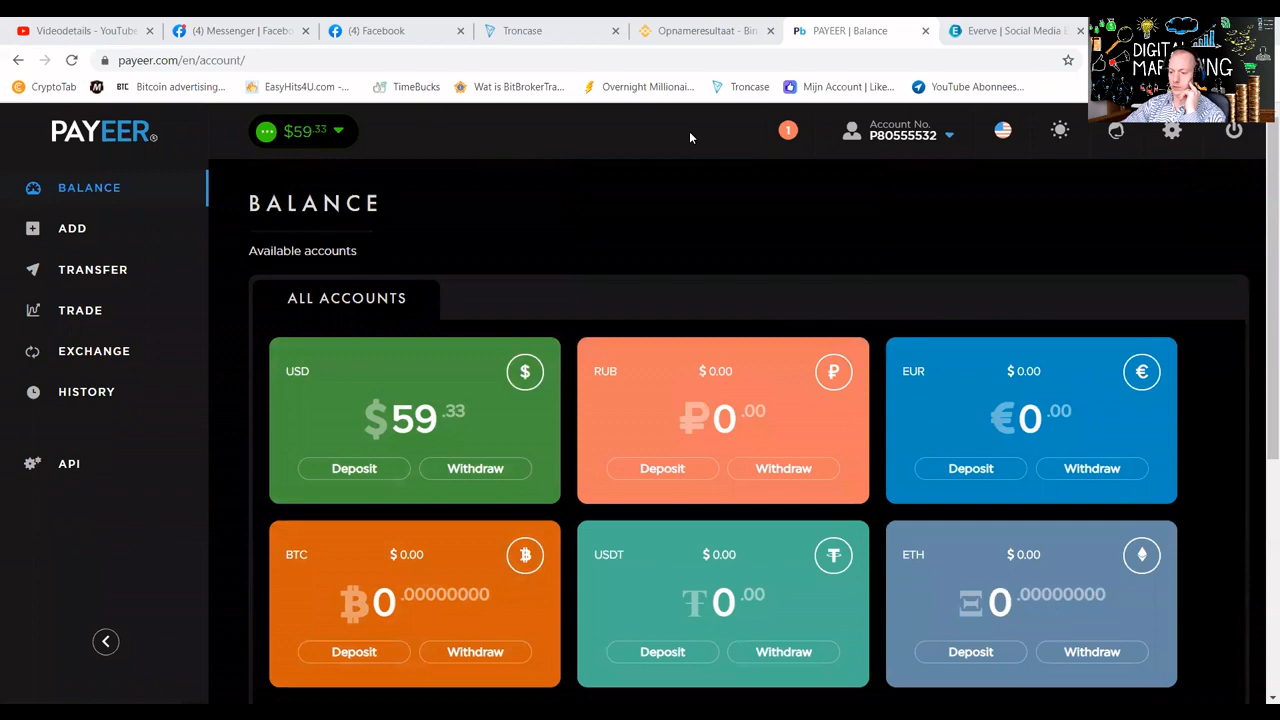 Videodetails - YouTube
(4) Messenger | Facebo
(4) Facebook
Troncase
Opnameresultaat - Bin
PAYEER | Balance
Everve | Social Media E
payeer.com/en/account/
CryptoTab
BTC Bitcoin advertising...
EasyHits4U.com -...
TimeBucks
Wat is BitBrokerTra...
Overnight Millionai...
Troncase
Mijn Account | Like...
YouTube Abonnees...
DIGITAL
MARKETING
PAYEER
$59.33
1
Account No.
P80555532
BALANCE
ADD
TRANSFER
TRADE
EXCHANGE
HISTORY
API
BALANCE
Available accounts
ALL ACCOUNTS
USD
$
$59.33
Deposit Withdraw
RUB $ 0.00
₽
₽0.00
Deposit Withdraw
EUR $ 0.00
€
€0.00
Deposit Withdraw
BTC $ 0.00
₿0.00000000
Deposit Withdraw
USDT $ 0.00
₮0.00
Deposit Withdraw
ETH $ 0.00
Ξ0.00000000
Deposit Withdraw